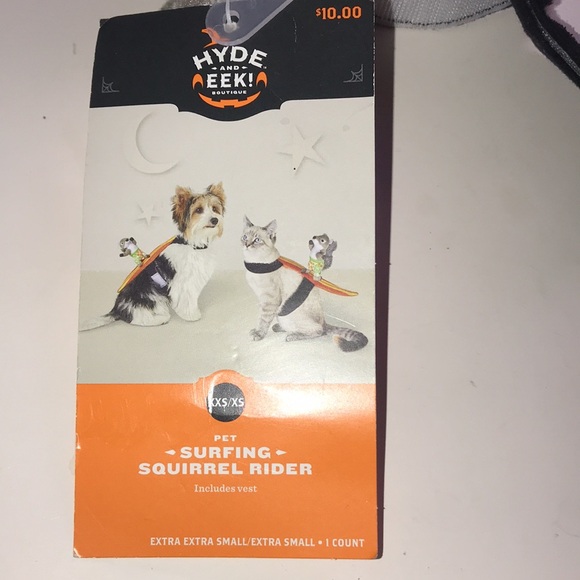 $10.00
HYDE
AND
EEK!
BOUTIQUE
XXS/XS
PET
SURFING
SQUIRREL RIDER
Includes vest
EXTRA EXTRA SMALL/EXTRA SMALL • 1 COUNT